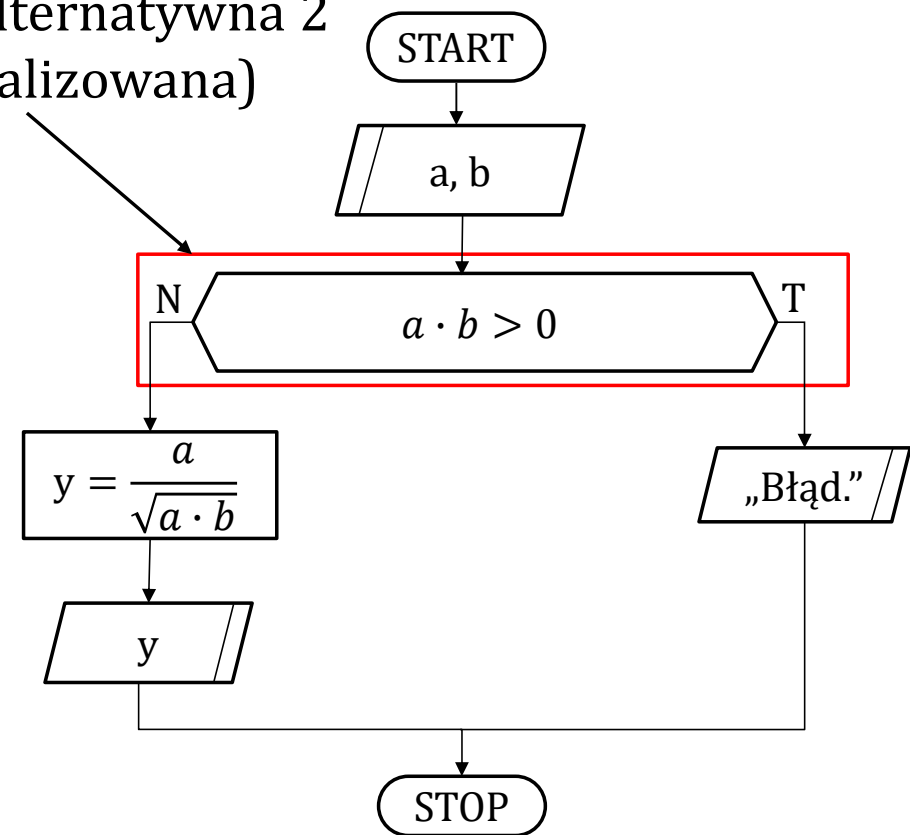 lternatywna 2
alizowana)
START
a, b
N
a · b > 0
T
y = a / √a · b
„Błąd.”
y
STOP